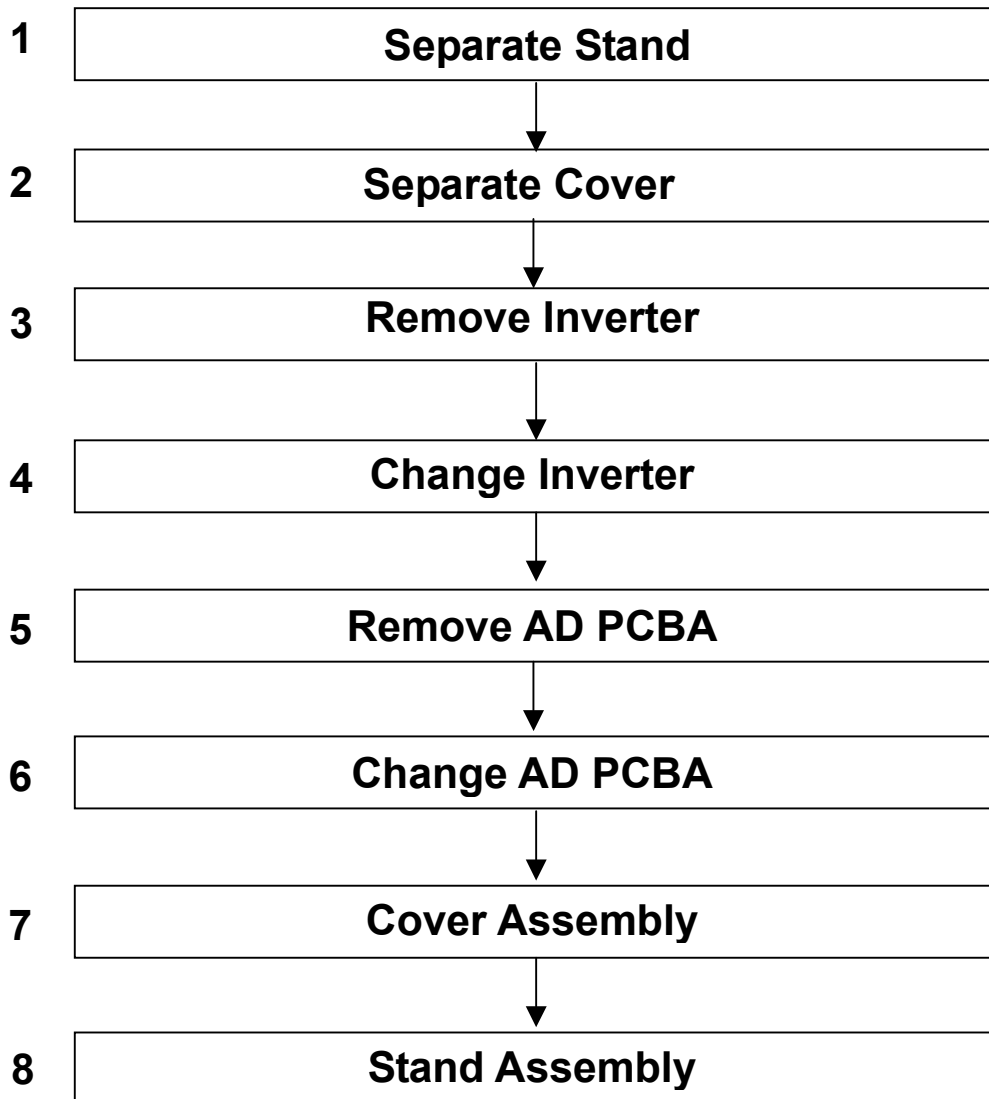 1 Separate Stand
2 Separate Cover
3 Remove Inverter
4 Change Inverter
5 Remove AD PCBA
6 Change AD PCBA
7 Cover Assembly
8 Stand Assembly